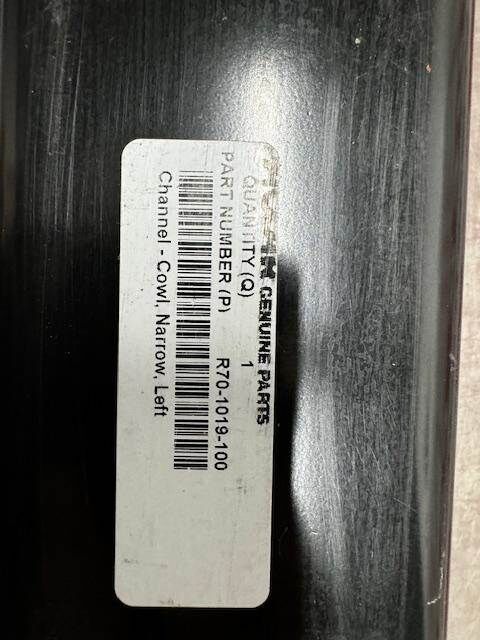 GENUINE PARTS
QUANTITY (Q) 1
PART NUMBER (P) R70-1019-100
Channel - Cowl, Narrow, Left